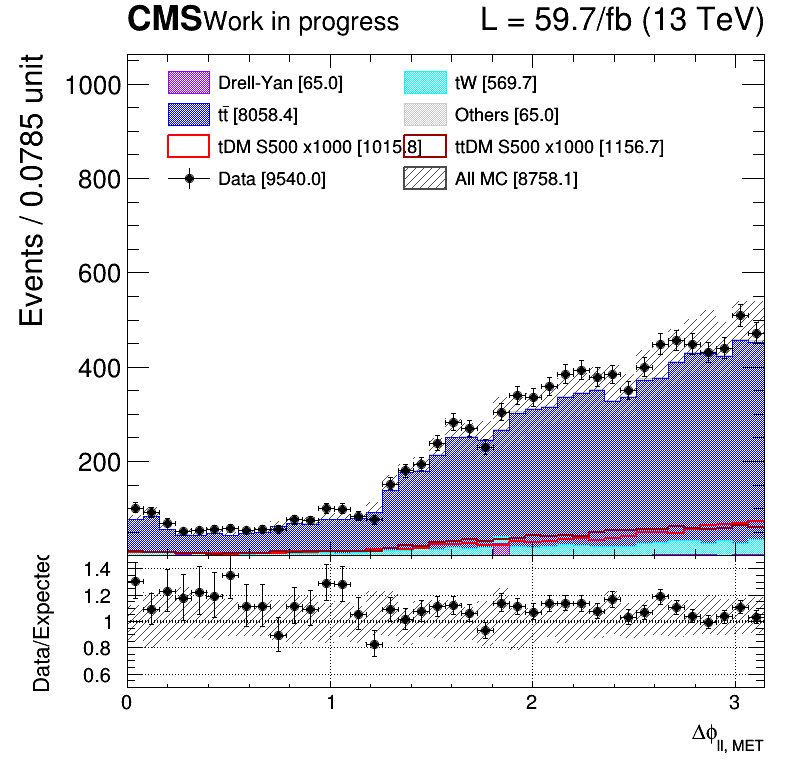 CMS Work in progress L = 59.7/fb (13 TeV)
Events / 0.0785 unit
1000
800
600
400
200
Drell-Yan [65.0] tW [569.7]
tt̄ [8058.4] Others [65.0]
tDM S500 x1000 [1015.8] ttDM S500 x1000 [1156.7]
Data [9540.0] All MC [8758.1]
Data/Expected
1.4
1.2
1
0.8
0.6
0 1 2 3
Δϕll, MET